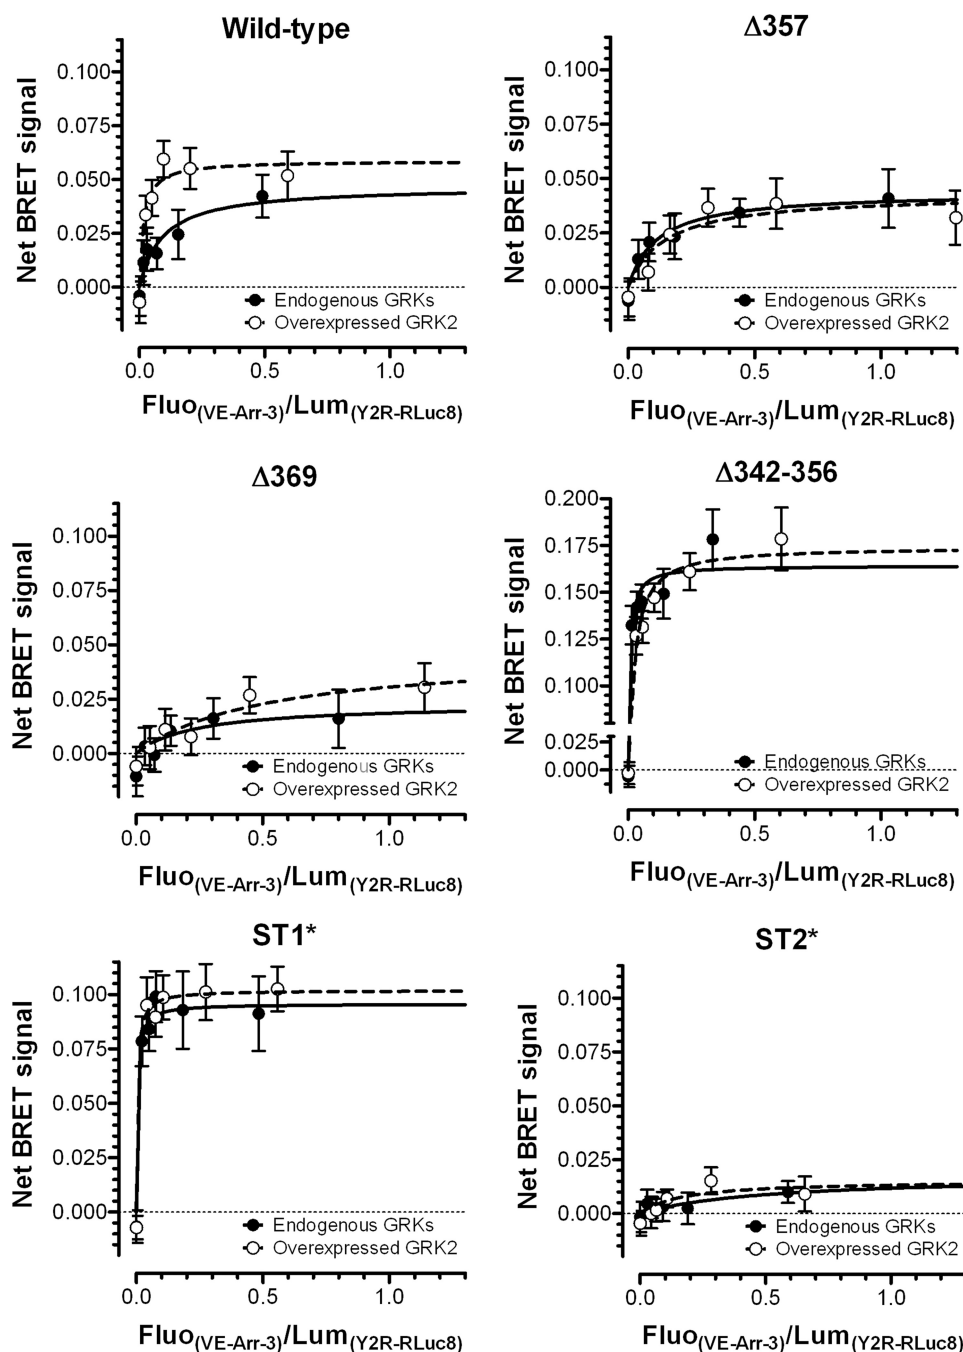 Wild-type
Net BRET signal
0.100
0.075
0.050
0.025
0.000
Endogenous GRKs
Overexpressed GRK2
0.0 0.5 1.0
Fluo(VE-Arr-3)/Lum(Y2R-RLuc8)
Δ357
Net BRET signal
0.100
0.075
0.050
0.025
0.000
Endogenous GRKs
Overexpressed GRK2
0.0 0.5 1.0
Fluo(VE-Arr-3)/Lum(Y2R-RLuc8)
Δ369
Net BRET signal
0.100
0.075
0.050
0.025
0.000
Endogenous GRKs
Overexpressed GRK2
0.0 0.5 1.0
Fluo(VE-Arr-3)/Lum(Y2R-RLuc8)
Δ342-356
Net BRET signal
0.200
0.175
0.150
0.125
0.100
0.025
0.000
Endogenous GRKs
Overexpressed GRK2
0.0 0.5 1.0
Fluo(VE-Arr-3)/Lum(Y2R-RLuc8)
ST1*
Net BRET signal
0.100
0.075
0.050
0.025
0.000
Endogenous GRKs
Overexpressed GRK2
0.0 0.5 1.0
Fluo(VE-Arr-3)/Lum(Y2R-RLuc8)
ST2*
Net BRET signal
0.100
0.075
0.050
0.025
0.000
Endogenous GRKs
Overexpressed GRK2
0.0 0.5 1.0
Fluo(VE-Arr-3)/Lum(Y2R-RLuc8)